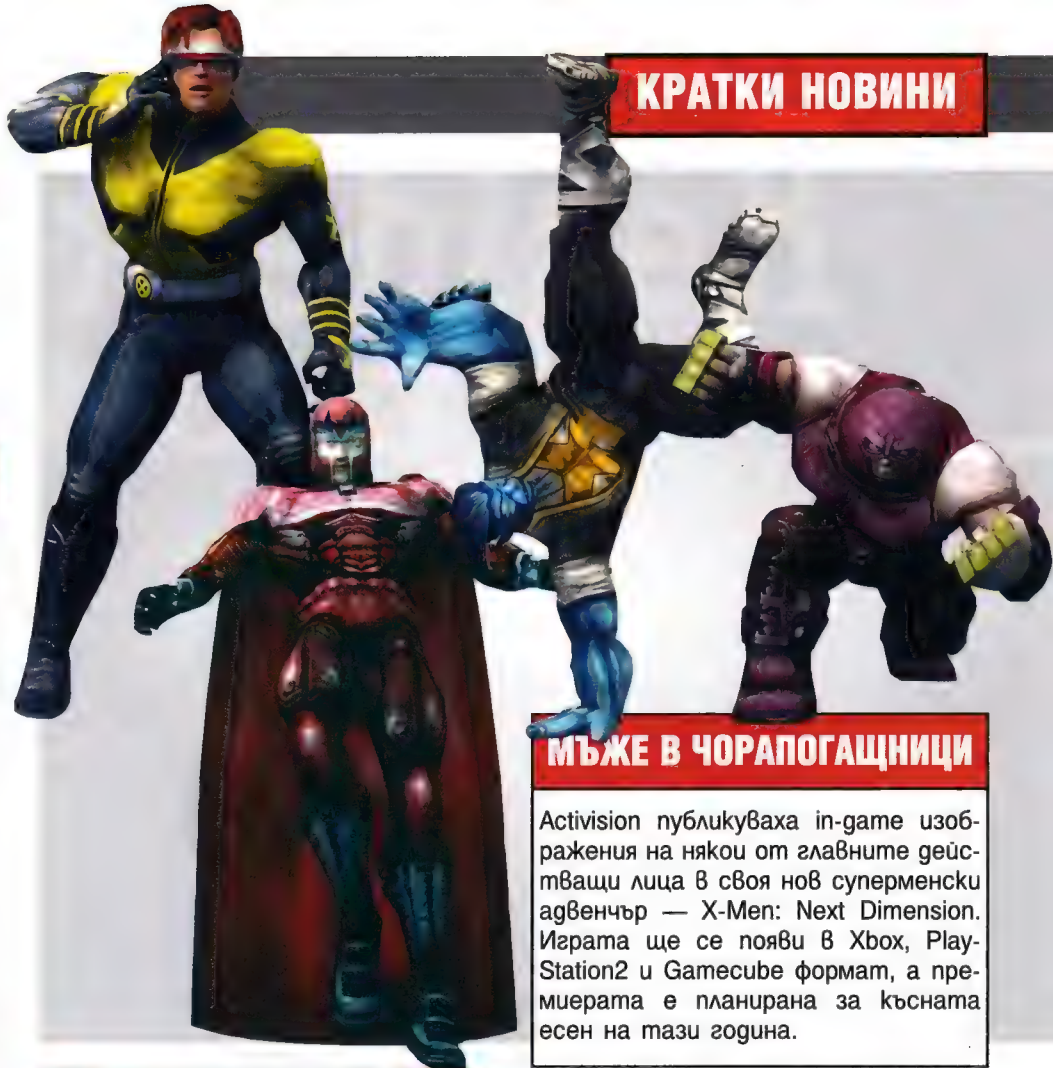 КРАТКИ НОВИНИ
МЪЖЕ В ЧОРАПОГАЩНИЦИ
Activision публикуваха in-game изоб-
ражения на някои от главните дейс-
тващи лица в своя нов суперменски
адвенчър — X-Men: Next Dimension.
Играта ще се появи в Xbox, Play-
Station2 и Gamecube формат, а пре-
миерата е планирана за късната
есен на тази година.